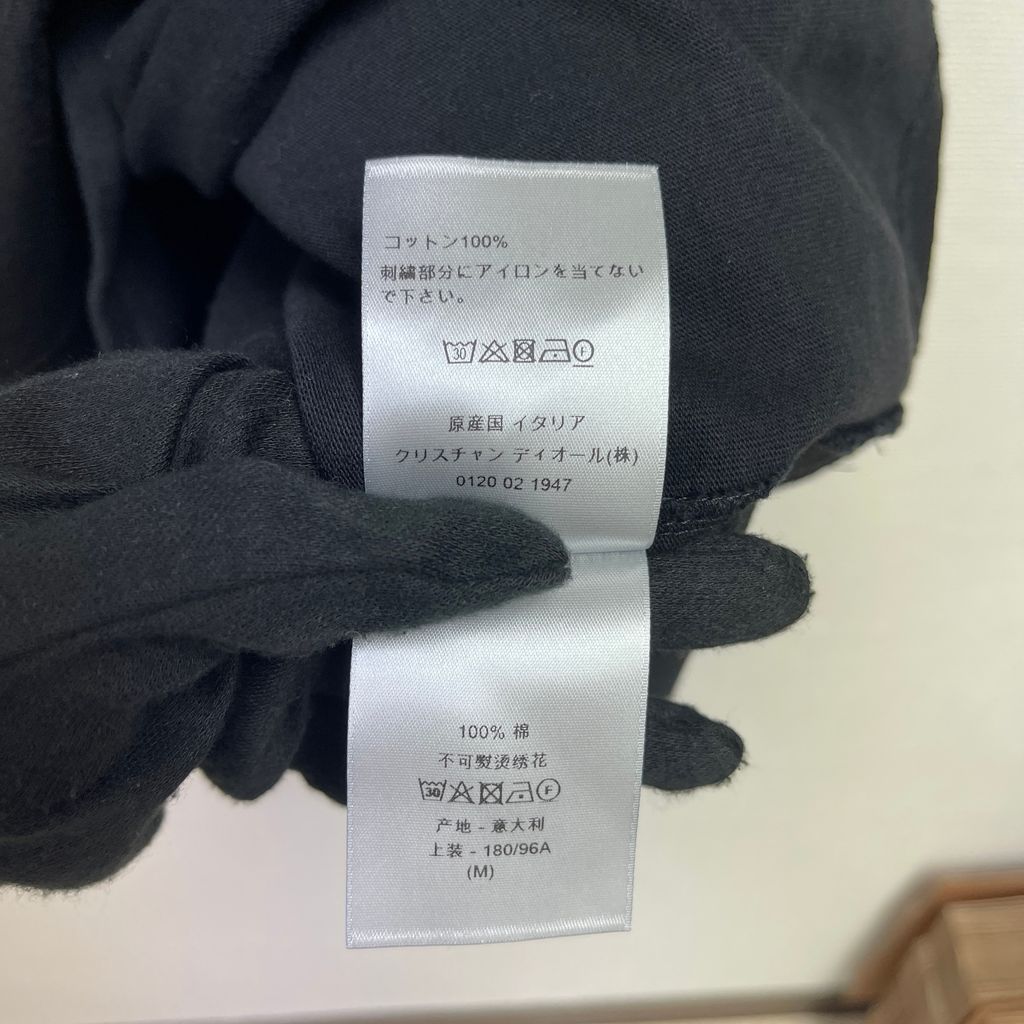 コットン100%
刺繍部分にアイロンを当てない
で下さい。
30 F
原産国 イタリア
クリスチャン ディオール(株)
0120 02 1947
100% 棉
不可熨烫绣花
30 F
产地 - 意大利
上装 - 180/96A
(M)